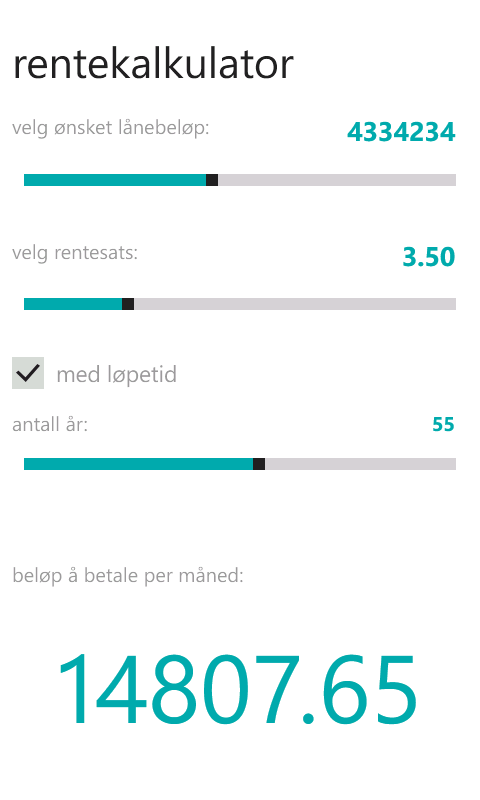 rentekalkulator
velg ønsket lånebeløp: 4334234
velg rentesats: 3.50
med løpetid
antall år: 55
beløp å betale per måned:
14807.65